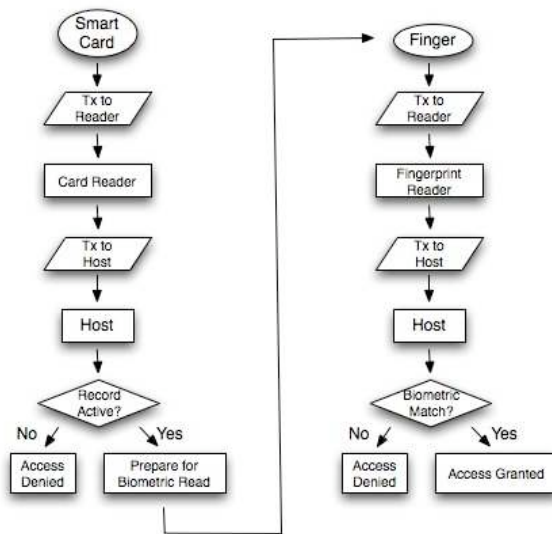 Smart
Card
Tx to
Reader
Card Reader
Tx to
Host
Host
Record
Active?
No
Yes
Access
Denied
Prepare for
Biometric Read
Finger
Tx to
Reader
Fingerprint
Reader
Tx to
Host
Host
Biometric
Match?
No
Yes
Access
Denied
Access Granted